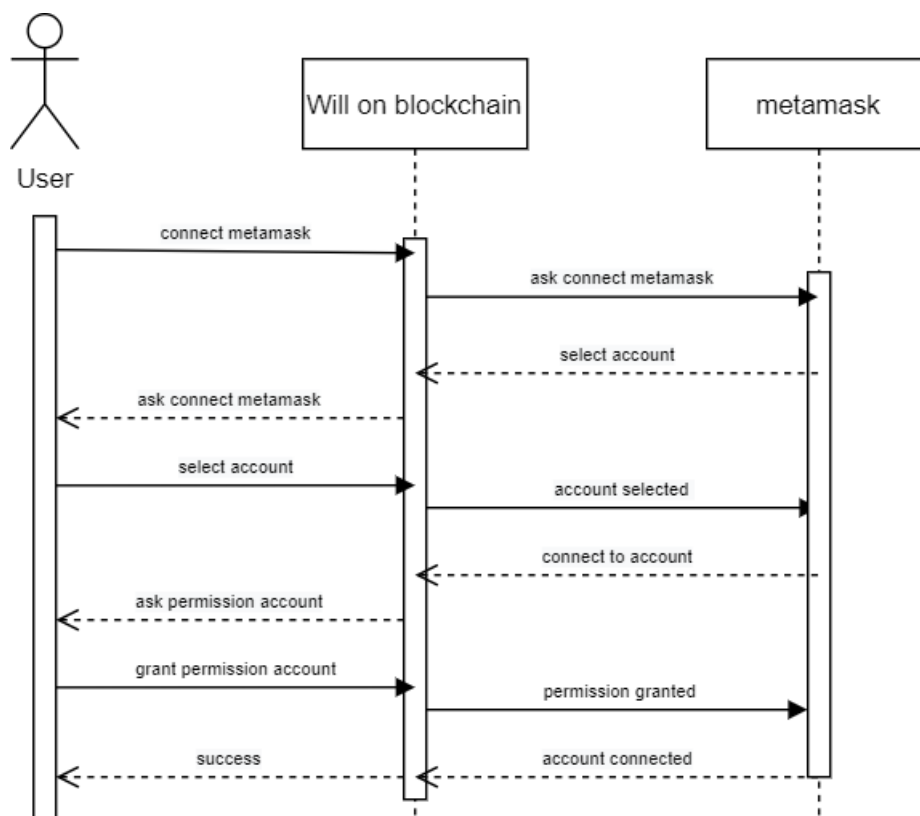 Will on blockchain
metamask
User
connect metamask
ask connect metamask
select account
ask connect metamask
select account
account selected
connect to account
ask permission account
grant permission account
permission granted
success
account connected